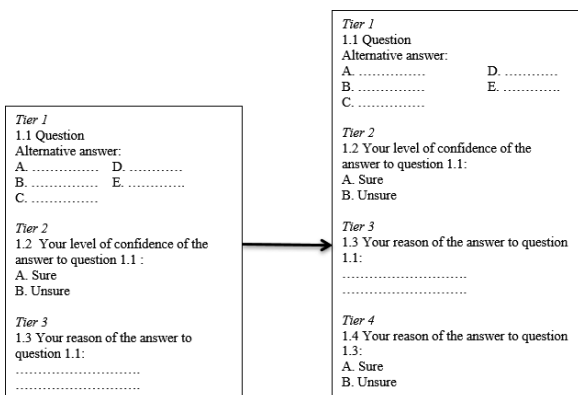 Tier 1
1.1 Question
Alternative answer:
A. ............... D. ............
B. ............... E. .............
C. ...............
Tier 2
1.2 Your level of confidence of the
answer to question 1.1 :
A. Sure
B. Unsure
Tier 3
1.3 Your reason of the answer to
question 1.1:
............................
............................
Tier 1
1.1 Question
Alternative answer:
A. ............... D. ............
B. ............... E. .............
C. ...............
Tier 2
1.2 Your level of confidence of the
answer to question 1.1:
A. Sure
B. Unsure
Tier 3
1.3 Your reason of the answer to question
1.1:
............................
............................
Tier 4
1.4 Your reason of the answer to question
1.3:
A. Sure
B. Unsure